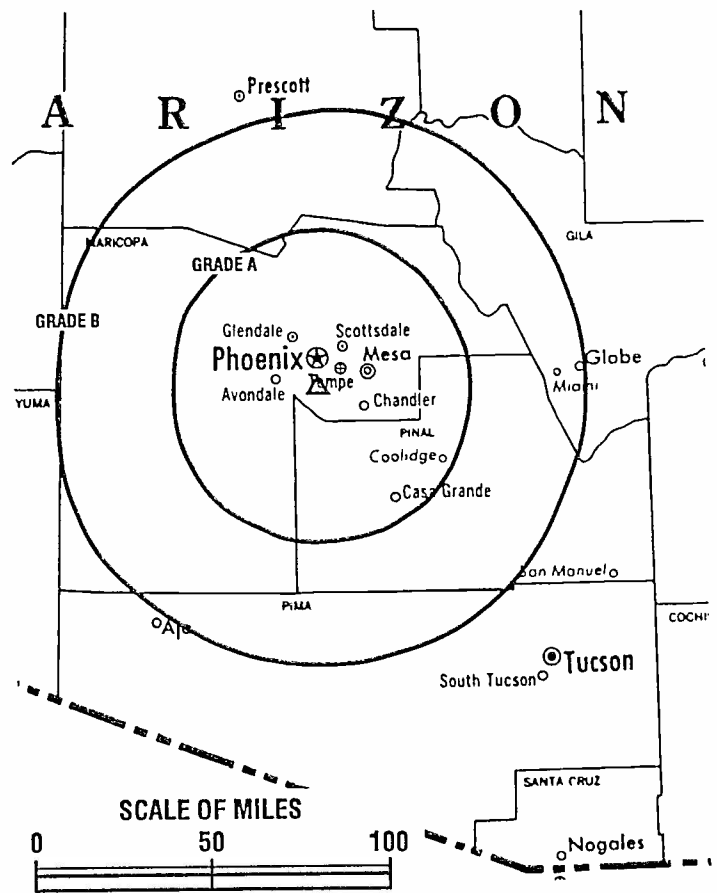 Prescott
A R I Z O N
MARICOPA
GILA
GRADE A
GRADE B
Glendale
Scottsdale
Phoenix
Mesa
Globe
Tempe
Miami
Avondale
YUMA
Chandler
PINAL
Coolidge
Casa Grande
San Manuel
PIMA
COCHI
Ajo
Tucson
South Tucson
SANTA CRUZ
SCALE OF MILES
0 50 100
Nogales